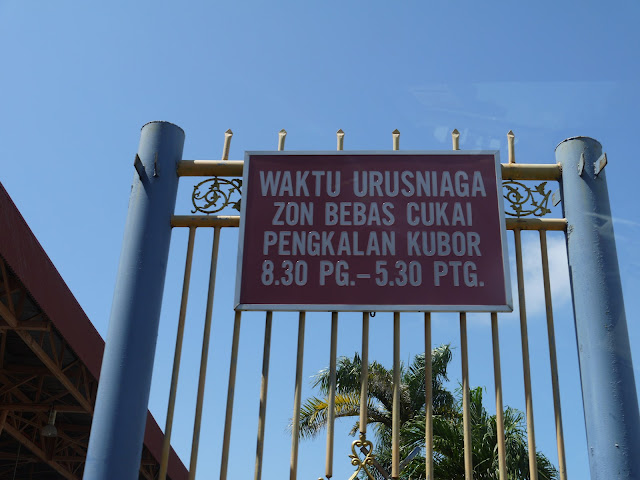 WAKTU URUSNIAGA
ZON BEBAS CUKAI
PENGKALAN KUBOR
8.30 PG.–5.30 PTG.